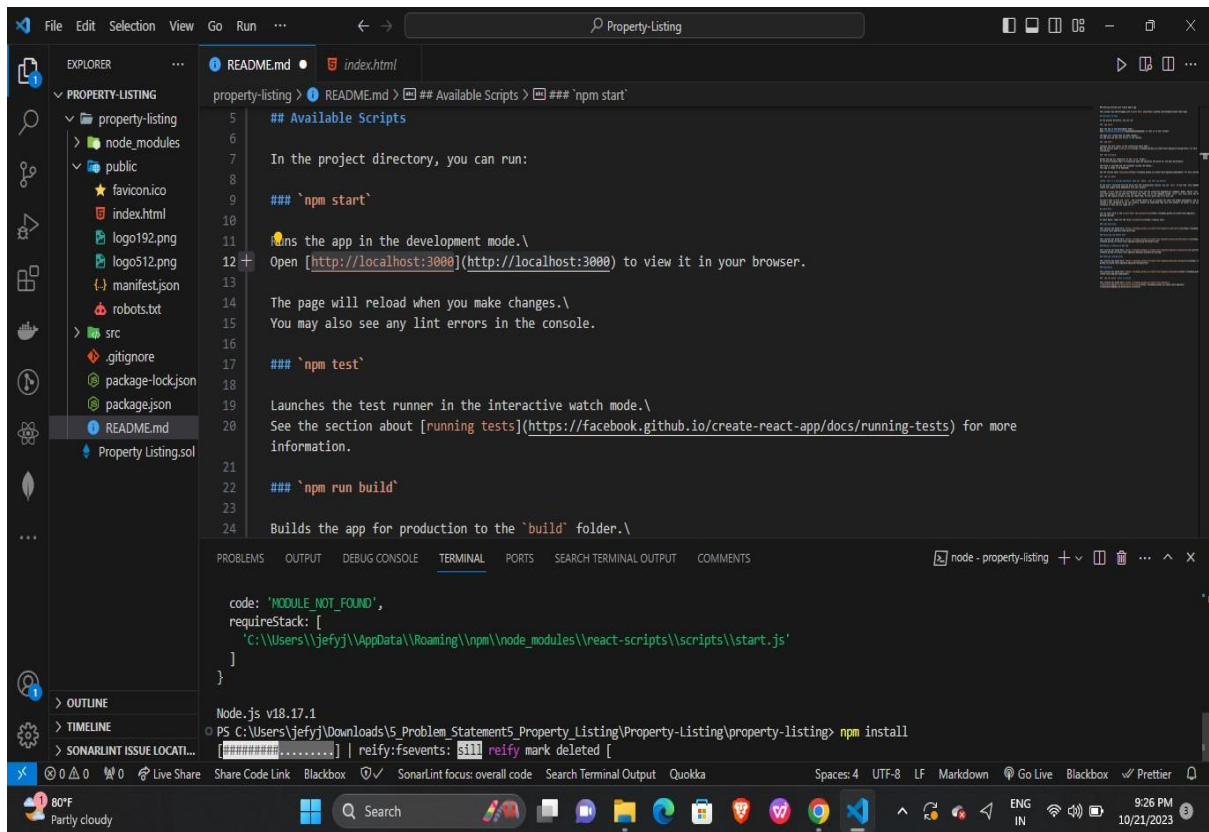 File Edit Selection View Go Run ··· ← → Property-Listing
EXPLORER ···
PROPERTY-LISTING
property-listing
node_modules
public
favicon.ico
index.html
logo192.png
logo512.png
manifest.json
robots.txt
src
.gitignore
package-lock.json
package.json
README.md
Property Listing.sol
OUTLINE
TIMELINE
SONARLINT ISSUE LOCATI...
README.md ● index.html
property-listing > README.md > ## Available Scripts > ### `npm start`
5 ## Available Scripts
6
7 In the project directory, you can run:
8
9 ### `npm start`
10
11 Runs the app in the development mode.\
12 Open [http://localhost:3000](http://localhost:3000) to view it in your browser.
13
14 The page will reload when you make changes.\
15 You may also see any lint errors in the console.
16
17 ### `npm test`
18
19 Launches the test runner in the interactive watch mode.\
20 See the section about [running tests](https://facebook.github.io/create-react-app/docs/running-tests) for more
information.
21
22 ### `npm run build`
23
24 Builds the app for production to the `build` folder.\
PROBLEMS OUTPUT DEBUG CONSOLE TERMINAL PORTS SEARCH TERMINAL OUTPUT COMMENTS node - property-listing
code: 'MODULE_NOT_FOUND',
requireStack: [
'C:\\Users\\jefyj\\AppData\\Roaming\\npm\\node_modules\\react-scripts\\scripts\\start.js'
]
}
Node.js v18.17.1
PS C:\Users\jefyj\Downloads\5_Problem_Statement5_Property_Listing\Property-Listing\property-listing> npm install
[#########.........] | reify:fsevents: sill reify mark deleted [
0 0 0 Live Share Share Code Link Blackbox SonarLint focus: overall code Search Terminal Output Quokka Spaces: 4 UTF-8 LF Markdown Go Live Blackbox Prettier
80°F
Partly cloudy
Search
ENG
IN
9:26 PM
10/21/2023
3